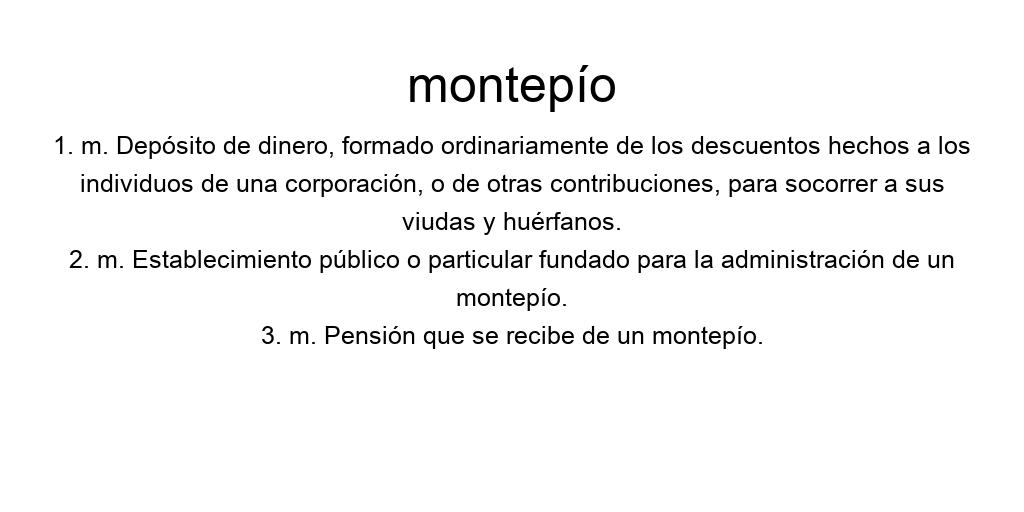 montepío
1. m. Depósito de dinero, formado ordinariamente de los descuentos hechos a los
individuos de una corporación, o de otras contribuciones, para socorrer a sus
viudas y huérfanos.
2. m. Establecimiento público o particular fundado para la administración de un
montepío.
3. m. Pensión que se recibe de un montepío.